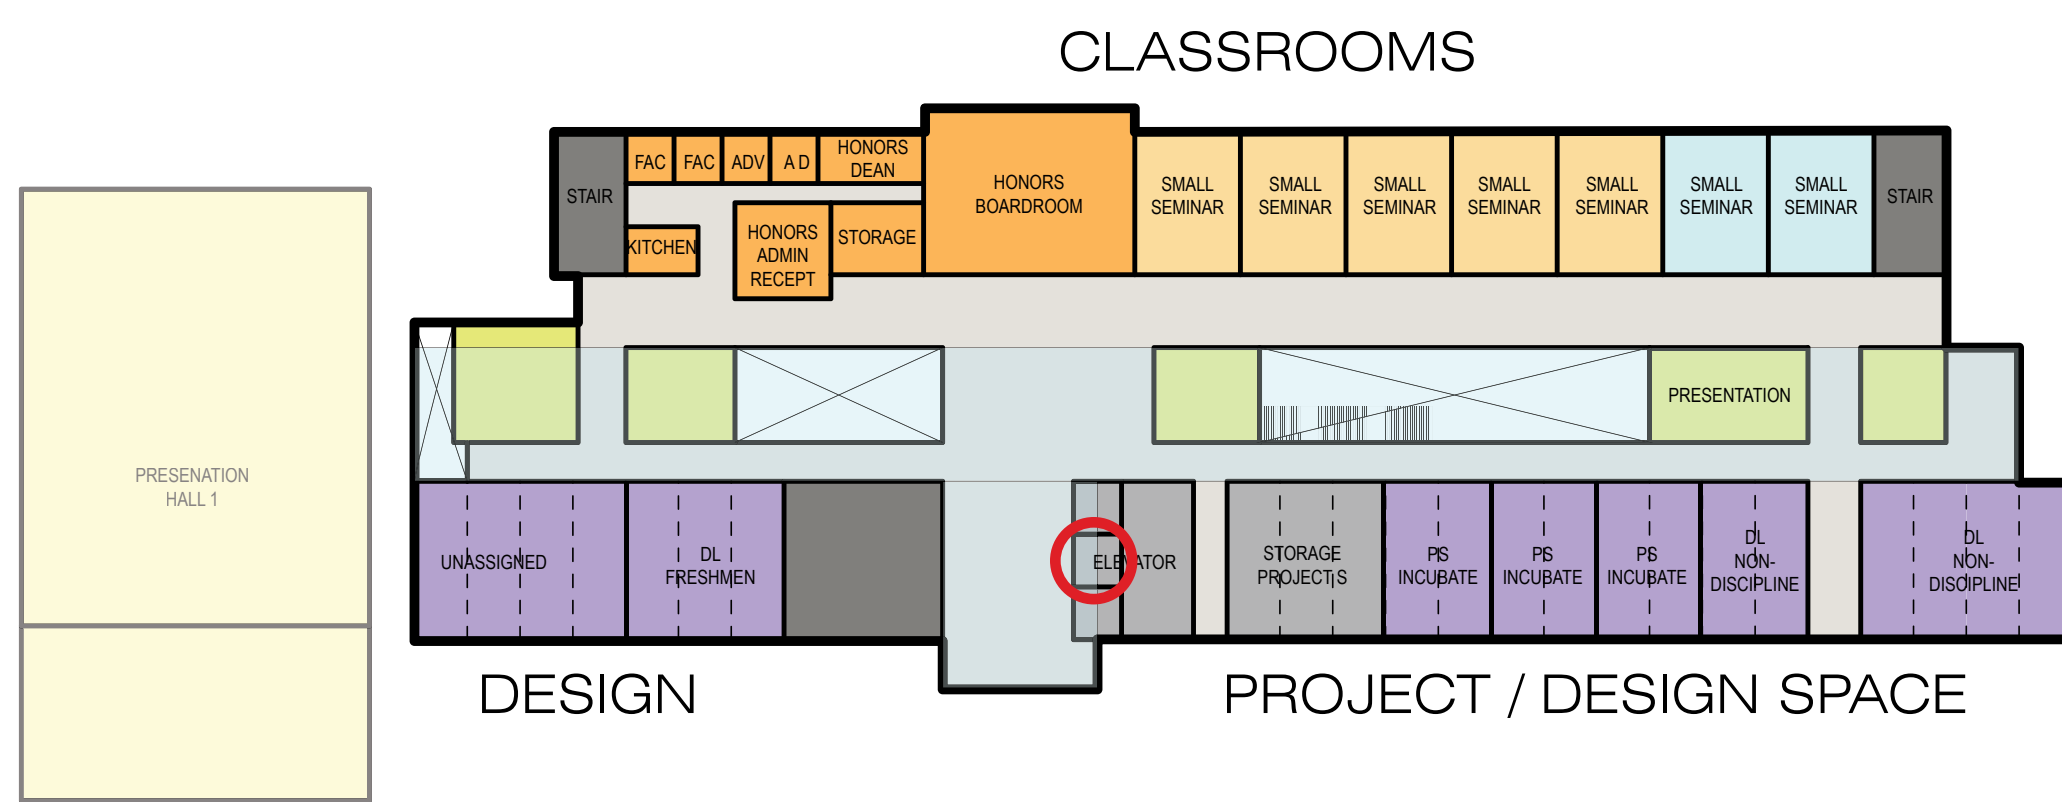 CLASSROOMS
FAC
FAC
ADV
A D
HONORS
DEAN
STAIR
KITCHEN
HONORS
ADMIN
RECEPT
STORAGE
HONORS
BOARDROOM
SMALL
SEMINAR
SMALL
SEMINAR
SMALL
SEMINAR
SMALL
SEMINAR
SMALL
SEMINAR
SMALL
SEMINAR
SMALL
SEMINAR
STAIR
PRESENTATION
PRESENATION
HALL 1
UNASSIGNED
DL
FRESHMEN
ELEVATOR
STORAGE
PROJECT S
PS
INCUBATE
PS
INCUBATE
PS
INCUBATE
DL
NON-
DISCIPLINE
DL
NON-
DISCIPLINE
DESIGN
PROJECT / DESIGN SPACE